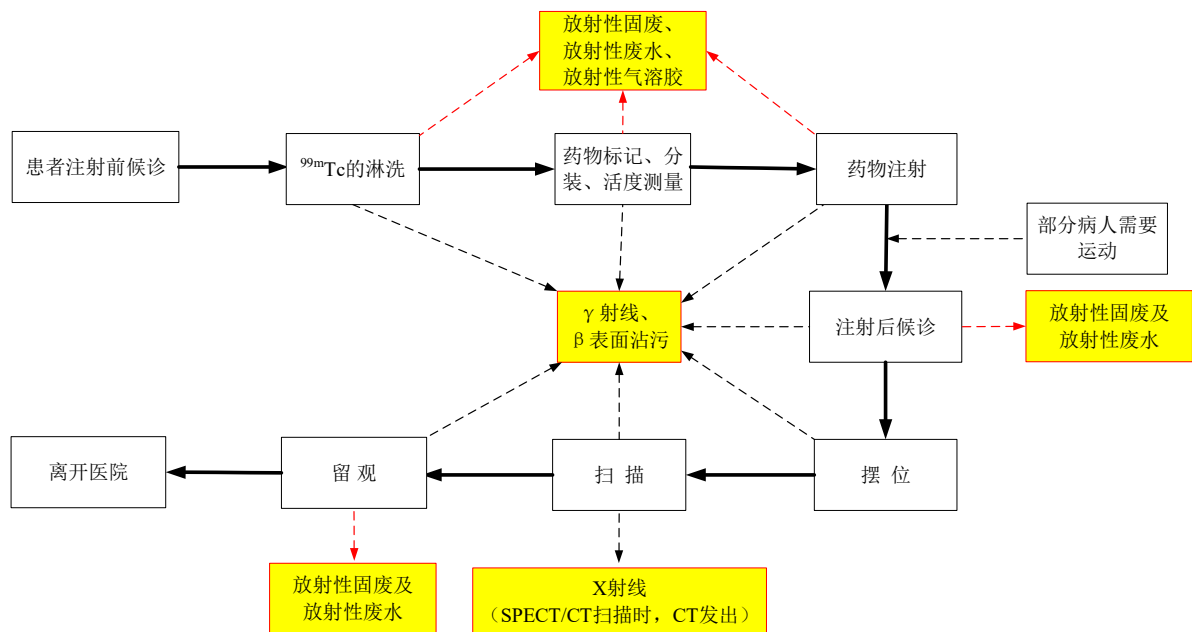 放射性固废、
放射性废水、
放射性气溶胶
患者注射前候诊
99mTc的淋洗
药物标记、分
装、活度测量
药物注射
部分病人需要
运动
γ 射线、
β 表面沾污
注射后候诊
放射性固废及
放射性废水
离开医院
留 观
扫 描
摆 位
放射性固废及
放射性废水
X射线
（SPECT/CT扫描时，CT发出）